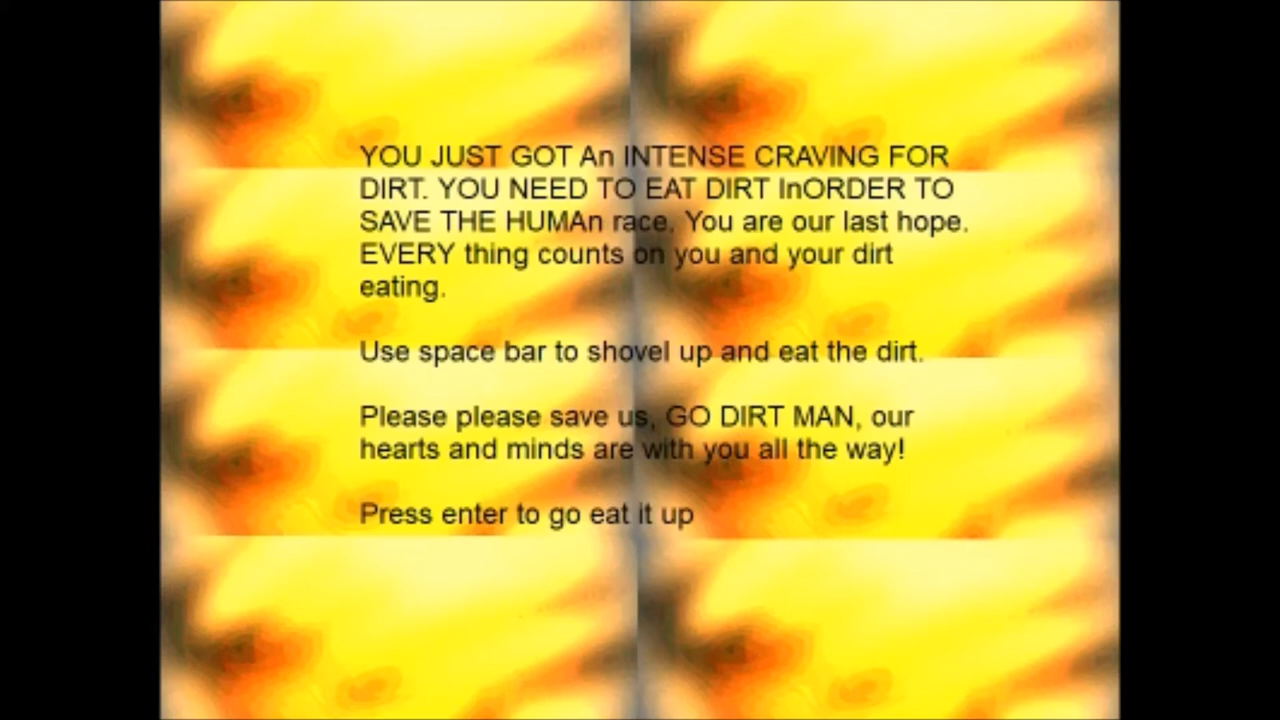 YOU JUST GOT An INTENSE CRAVING FOR
DIRT. YOU NEED TO EAT DIRT InORDER TO
SAVE THE HUMAn race. You are our last hope.
EVERY thing counts on you and your dirt
eating.
Use space bar to shovel up and eat the dirt.
Please please save us, GO DIRT MAN, our
hearts and minds are with you all the way!
Press enter to go eat it up